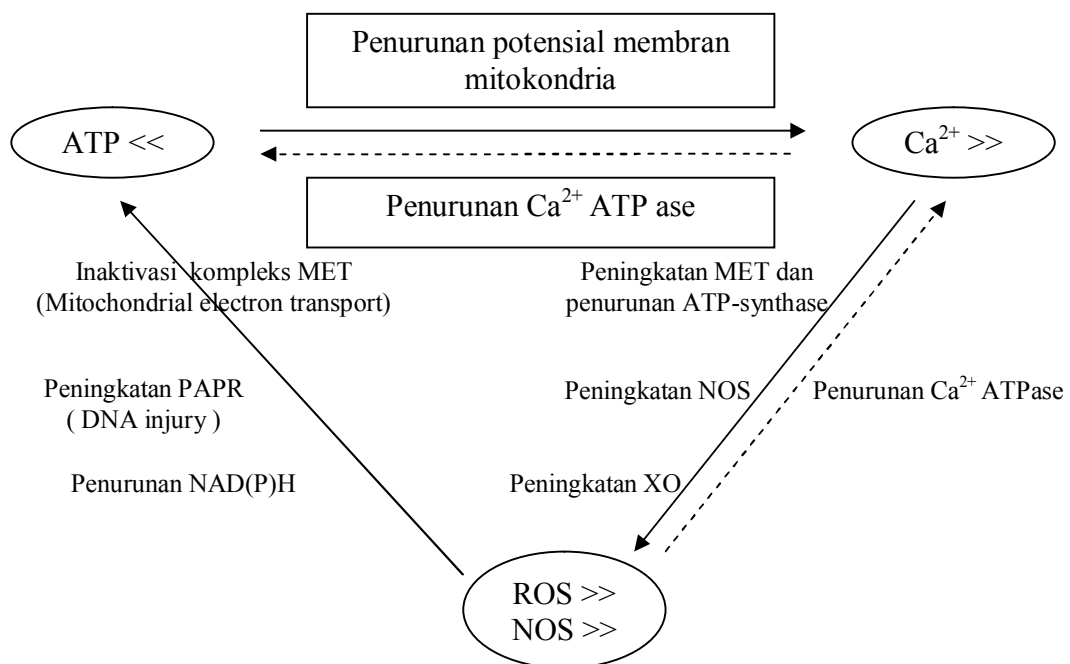 Penurunan potensial membran
mitokondria
ATP <<
Ca²⁺ >>
Penurunan Ca²⁺ ATP ase
Inaktivasi kompleks MET
(Mitochondrial electron transport)
Peningkatan MET dan
penurunan ATP-synthase
Peningkatan PAPR
( DNA injury )
Peningkatan NOS
Penurunan Ca²⁺ ATPase
Penurunan NAD(P)H
Peningkatan XO
ROS >>
NOS >>